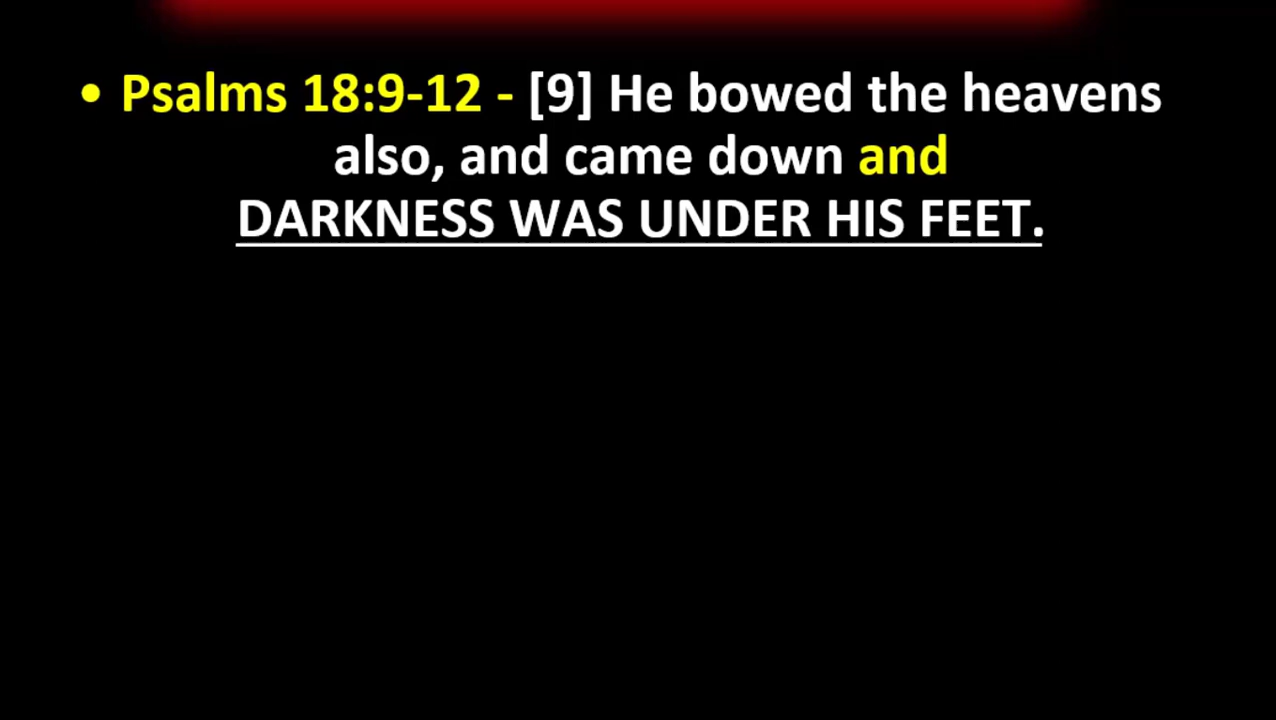 • Psalms 18:9-12 - [9] He bowed the heavens
also, and came down and
DARKNESS WAS UNDER HIS FEET.